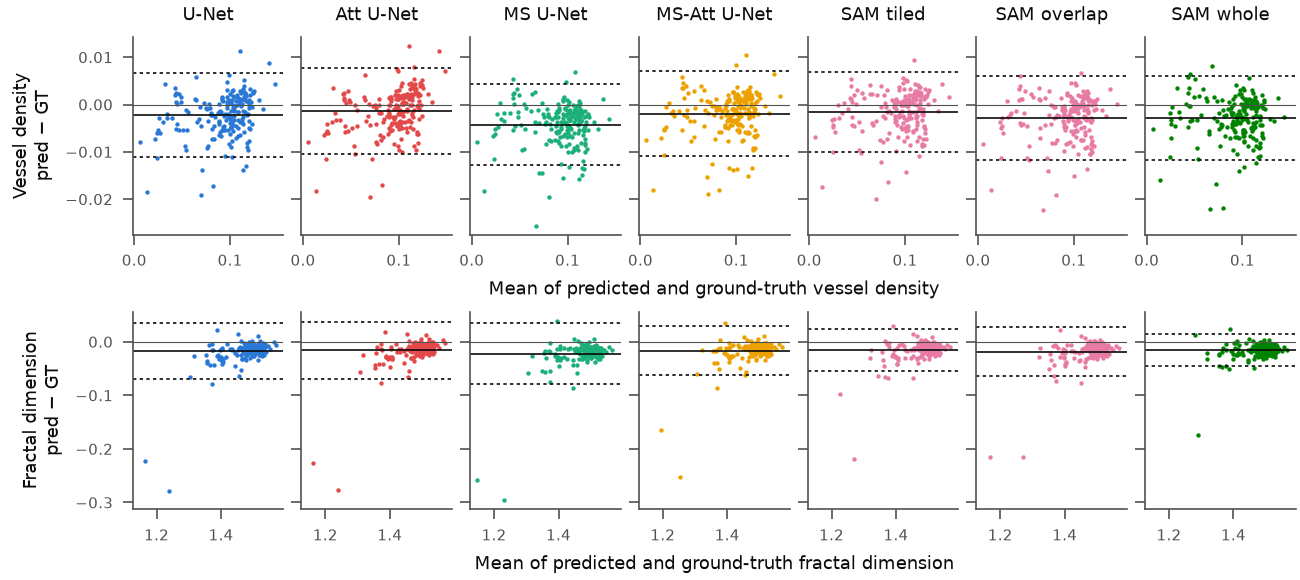 U-Net Att U-Net MS U-Net MS-Att U-Net SAM tiled SAM overlap SAM whole
Vessel density
pred − GT
0.01
0.00
−0.01
−0.02
0.0 0.1 0.0 0.1 0.0 0.1 0.0 0.1 0.0 0.1 0.0 0.1 0.0 0.1
Mean of predicted and ground-truth vessel density
Fractal dimension
pred − GT
0.0
−0.1
−0.2
−0.3
1.2 1.4 1.2 1.4 1.2 1.4 1.2 1.4 1.2 1.4 1.2 1.4 1.2 1.4
Mean of predicted and ground-truth fractal dimension